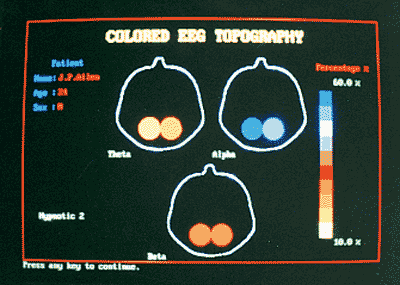 COLORED EEG TOPOGRAPHY
Patient
Name: J.P.Allen
Age : 24
Sex : M
Percentage %
60.0 %
Theta
Alpha
Hypnotic 2
Beta
10.0 %
Press any key to continue.